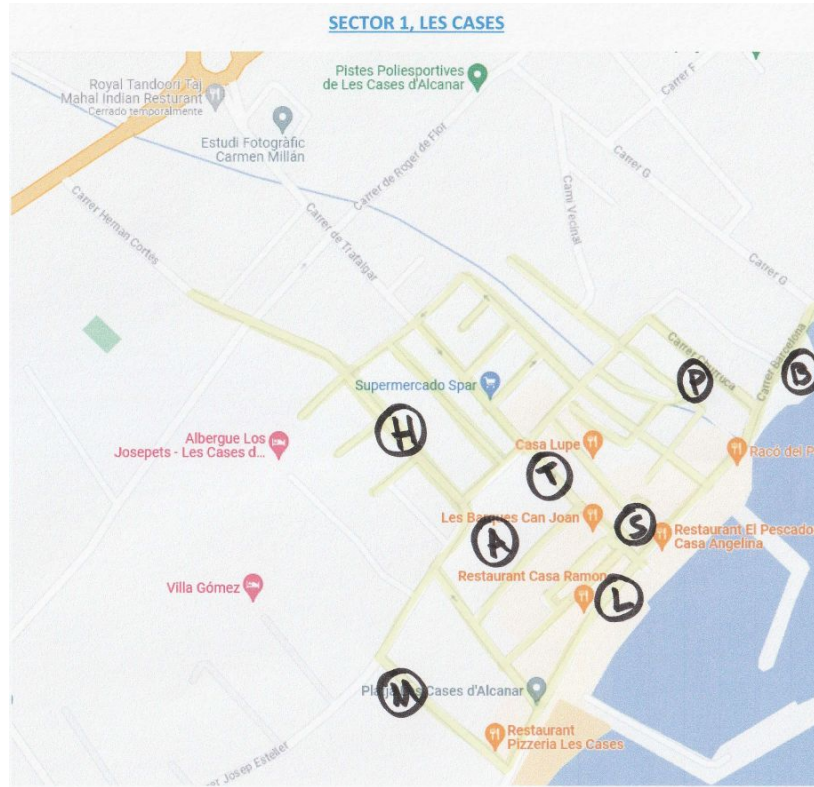 SECTOR 1, LES CASES
Pistes Poliesportives
de Les Cases d'Alcanar
Royal Tandoori Taj
Mahal Indian Resturant
Cerrado temporalmente
Estudi Fotogràfic
Carmen Millán
Carrer F
Carrer de Roger de Flor
Carrer G
Camí Vecinal
Carrer Hernan Cortés
Carrer de Trafalgar
Carrer G
Carrer Churruca
Carrer Barcelona
P
B
Supermercado Spar
H
Albergue Los
Josepets - Les Cases d...
Casa Lupe
Racó del P
T
Les Barques Can Joan
S
Restaurant El Pescado
Casa Angelina
A
Restaurant Casa Ramon
L
Villa Gómez
M
Cases d'Alcanar
Restaurant
Pizzeria Les Cases
er Josep Esteller